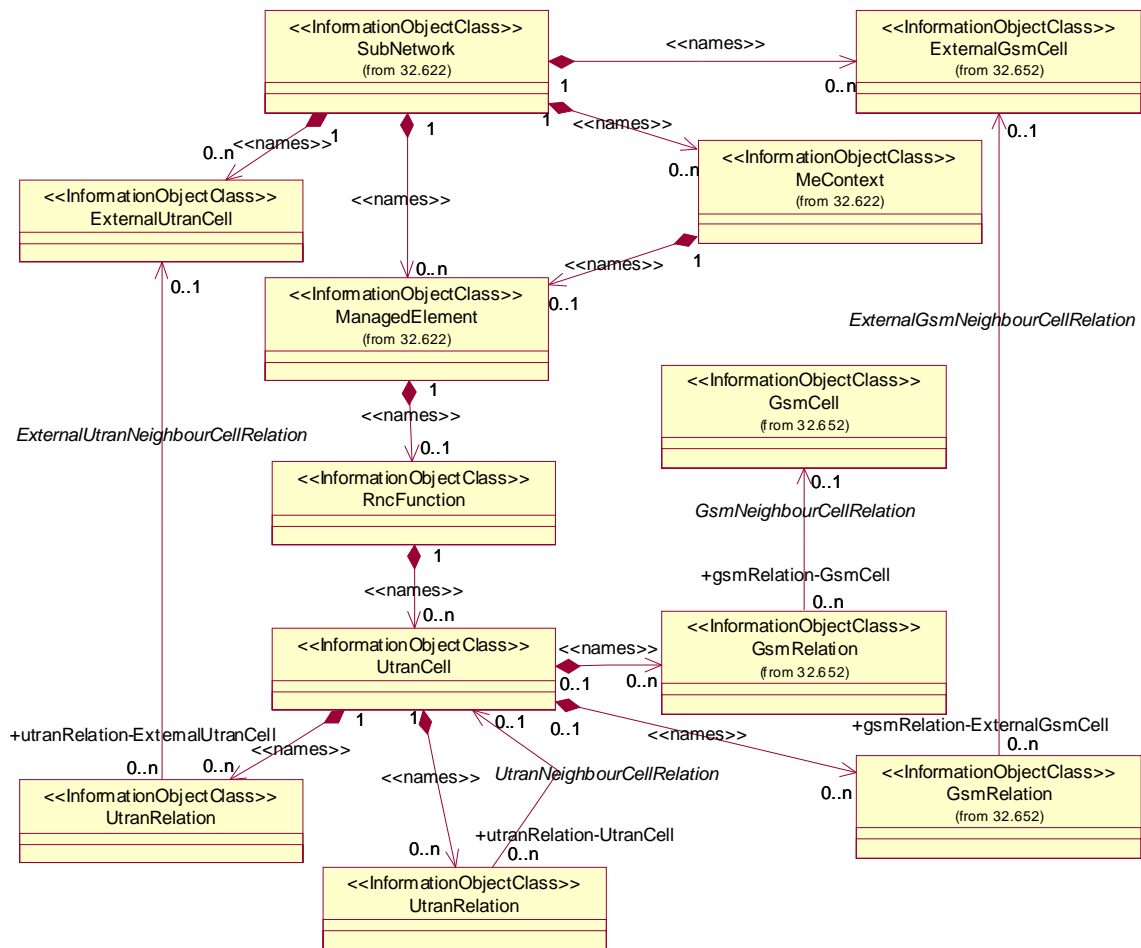 <<InformationObjectClass>>
SubNetwork
(from 32.622)
<<names>>
<<InformationObjectClass>>
ExternalGsmCell
(from 32.652)
1
0..n
1
<<names>>
0..n
1
<<names>>
0..n
1
<<names>>
0..n
0..1
<<InformationObjectClass>>
MeContext
(from 32.622)
<<InformationObjectClass>>
ExternalUtranCell
1
<<names>>
0..1
0..1
<<InformationObjectClass>>
ManagedElement
(from 32.622)
ExternalGsmNeighbourCellRelation
<<InformationObjectClass>>
GsmCell
(from 32.652)
1
<<names>>
0..1
ExternalUtranNeighbourCellRelation
<<InformationObjectClass>>
RncFunction
0..1
GsmNeighbourCellRelation
1
<<names>>
0..n
+gsmRelation-GsmCell
0..n
<<InformationObjectClass>>
UtranCell
<<names>>
0..1
0..n
<<InformationObjectClass>>
GsmRelation
(from 32.652)
1
<<names>>
0..n
1
<<names>>
0..n
0..1
0..1
<<names>>
0..n
+utranRelation-ExternalUtranCell
0..n
+gsmRelation-ExternalGsmCell
0..n
UtranNeighbourCellRelation
<<InformationObjectClass>>
UtranRelation
<<InformationObjectClass>>
GsmRelation
(from 32.652)
+utranRelation-UtranCell
0..n
<<InformationObjectClass>>
UtranRelation